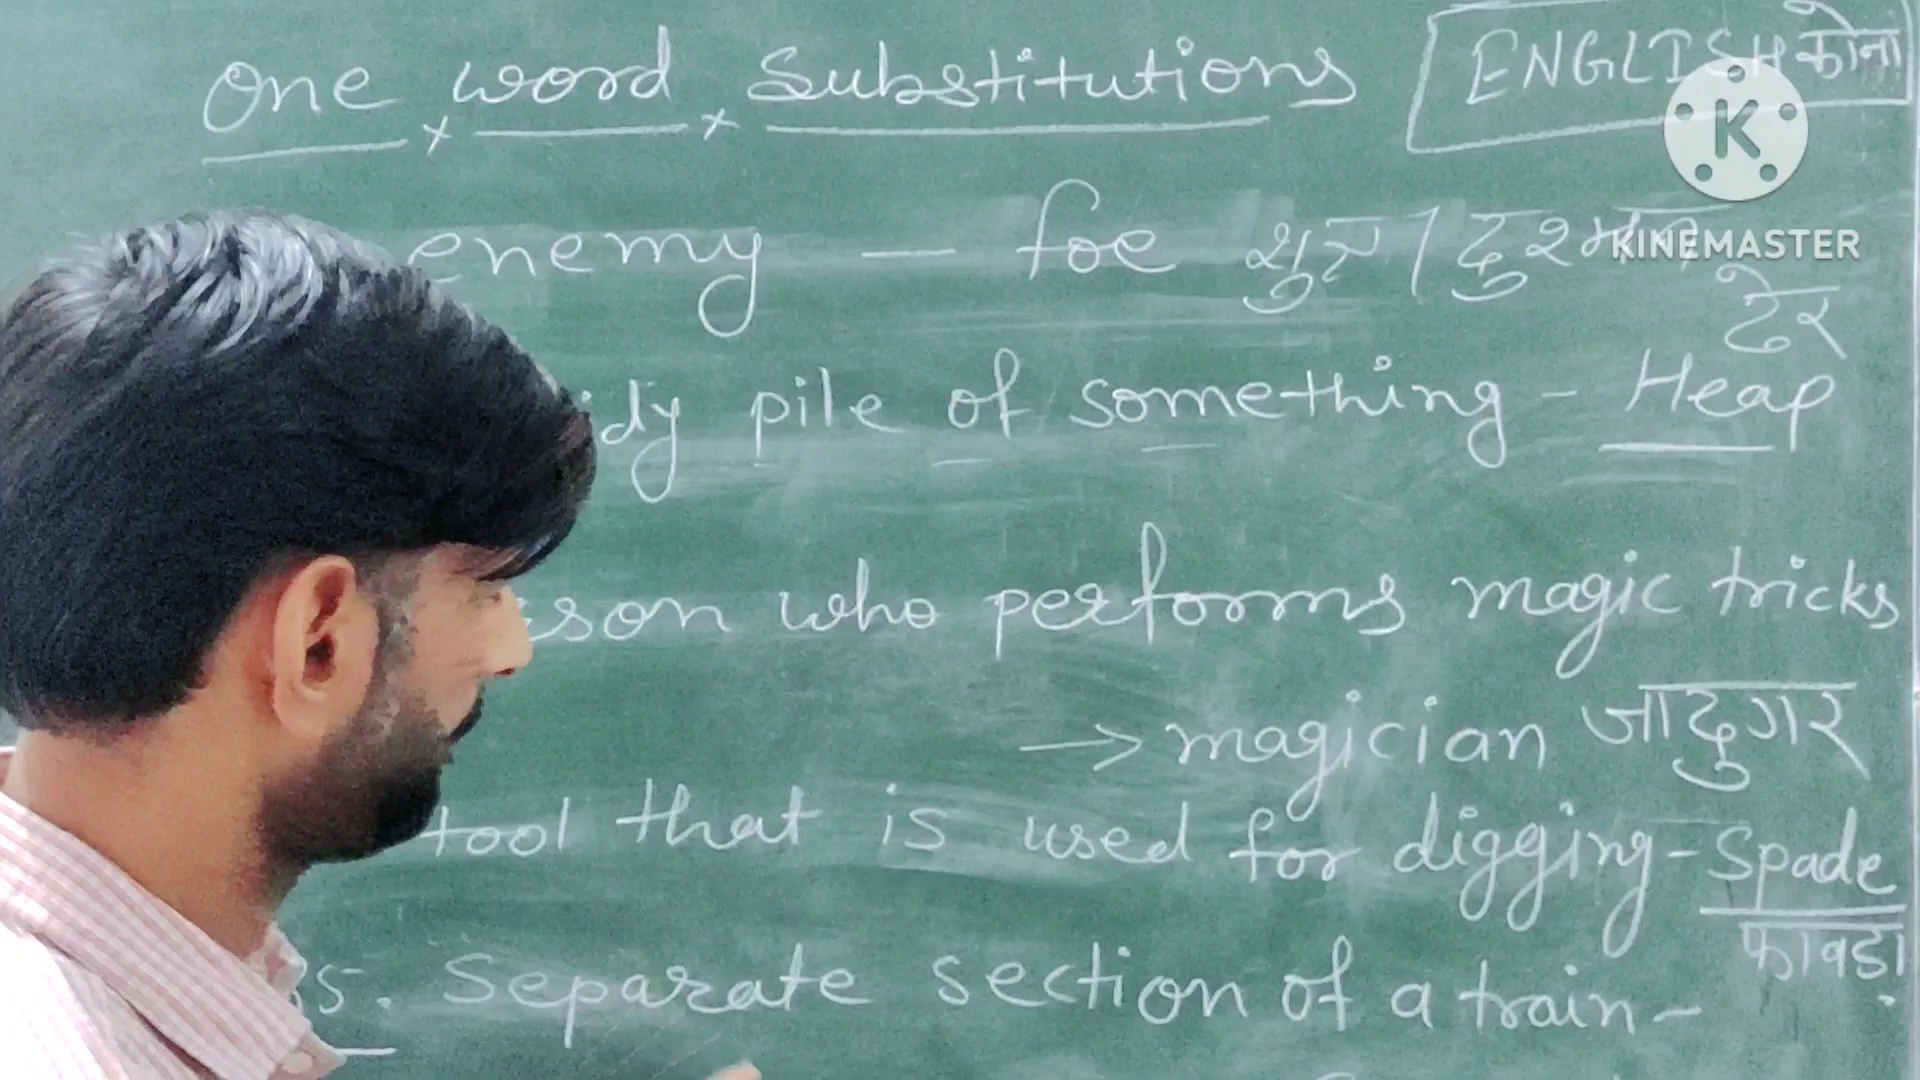 One word Substitutions
ENGLISH कोना
K
KINEMASTER
enemy — foe शत्रु / दुश्मन
ढेर
idy pile of something - Heap
son who performs magic tricks
→ magician जादुगर
tool that is used for digging - Spade
फावडा
5. Separate section of a train -